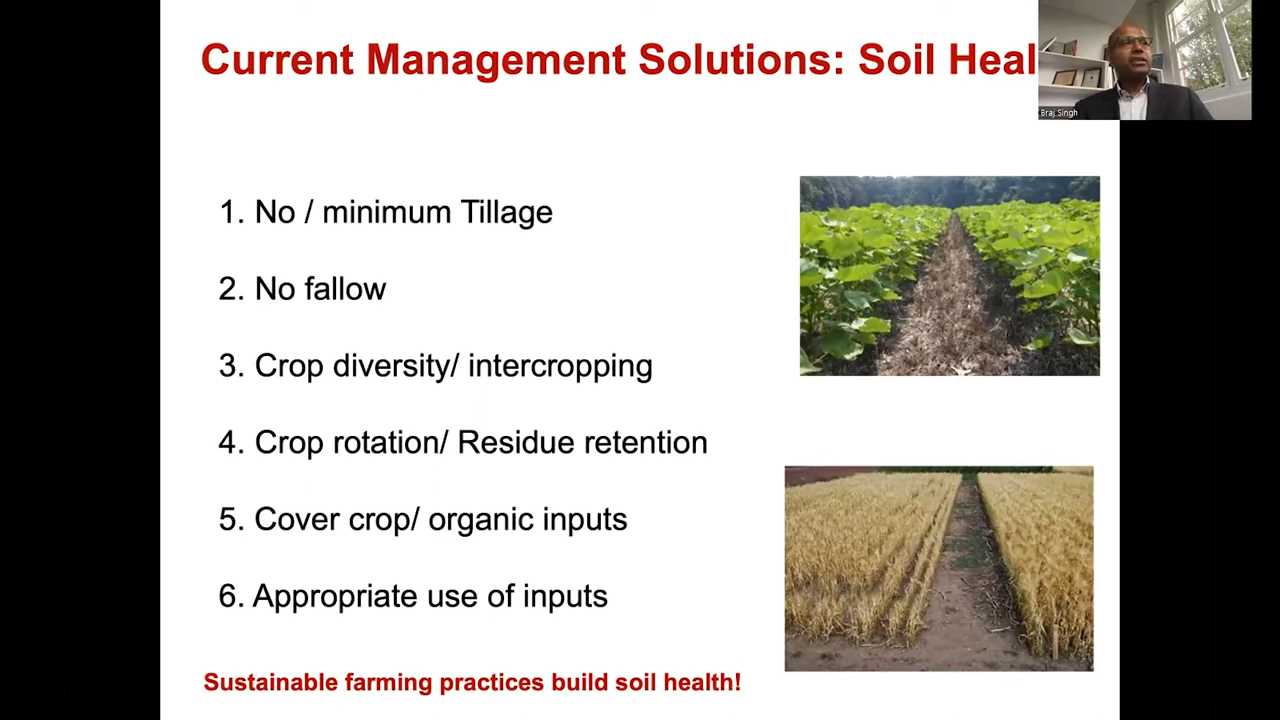 Current Management Solutions: Soil Heal
Braj Singh
1. No / minimum Tillage
2. No fallow
3. Crop diversity/ intercropping
4. Crop rotation/ Residue retention
5. Cover crop/ organic inputs
6. Appropriate use of inputs
Sustainable farming practices build soil health!